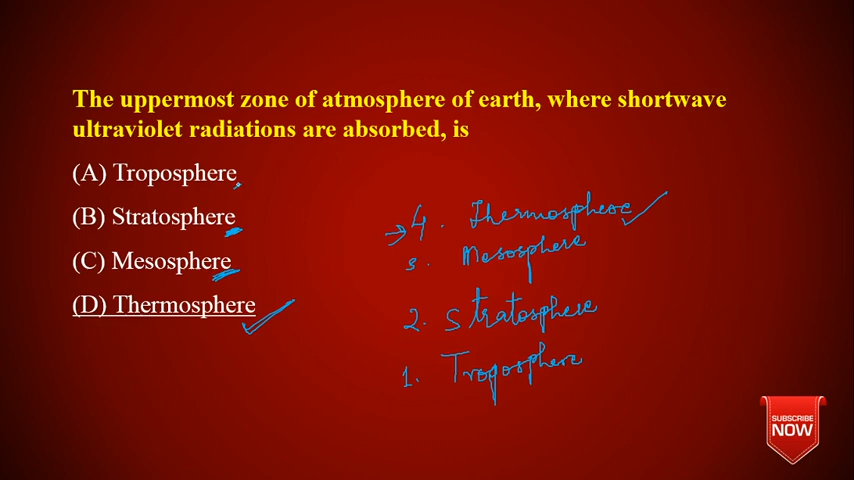 The uppermost zone of atmosphere of earth, where shortwave
ultraviolet radiations are absorbed, is
(A) Troposphere
(B) Stratosphere
(C) Mesosphere
(D) Thermosphere
4. Thermosphere
3. Mesosphere
2. Stratosphere
1. Troposphere
SUBSCRIBE
NOW